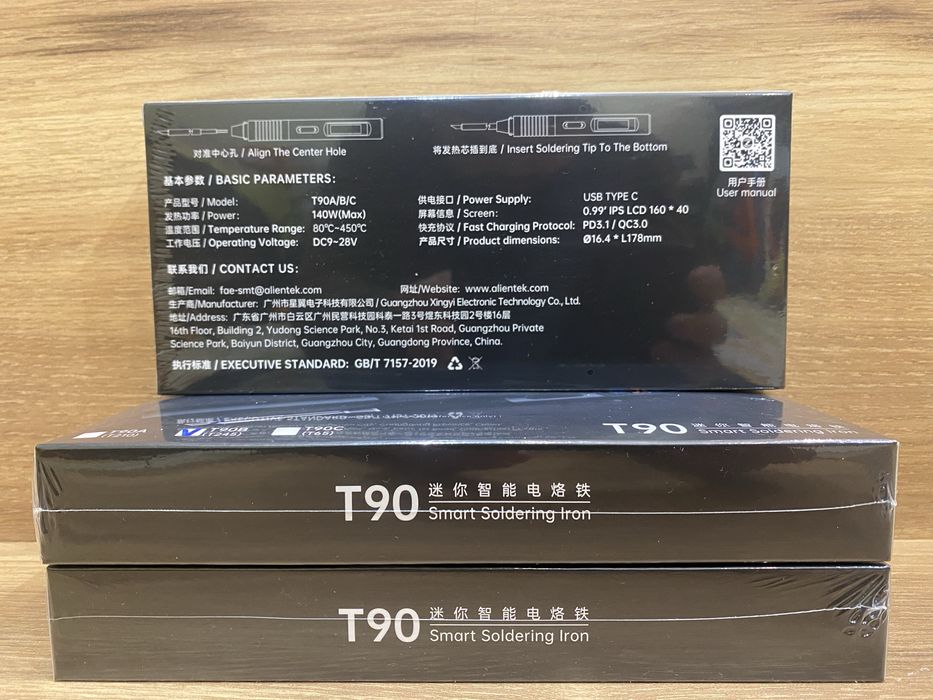 对准中心孔 / Align The Center Hole
将发热芯插到底 / Insert Soldering Tip To The Bottom
用户手册
User manual
基本参数 / BASIC PARAMETERS:
产品型号 / Model: T90A/B/C
发热功率 / Power: 140W(Max)
温度范围 / Temperature Range: 80℃~450℃
工作电压 / Operating Voltage: DC9~28V
供电接口 / Power Supply: USB TYPE C
屏幕信息 / Screen: 0.99' IPS LCD 160 * 40
快充协议 / Fast Charging Protocol: PD3.1 / QC3.0
产品尺寸 / Product dimensions: Ø16.4 * L178mm
联系我们 / CONTACT US:
邮箱/Email: fae-smt@alientek.com 网址/Website: www.alientek.com
生产商/Manufacturer: 广州市星翼电子科技有限公司 / Guangzhou Xingyi Electronic Technology Co., Ltd.
地址/Address: 广东省广州市白云区广州民营科技园科泰一路3号煜东科技园2号楼16层
16th Floor, Building 2, Yudong Science Park, No.3, Ketai 1st Road, Guangzhou Private
Science Park, Baiyun District, Guangzhou City, Guangdong Province, China.
执行标准 / EXECUTIVE STANDARD: GB/T 7157-2019
T90A (T210) T90B (T245) T90C (T65)
T90 迷你智能电烙铁
Smart Soldering Iron
T90 迷你智能电烙铁
Smart Soldering Iron
T90 迷你智能电烙铁
Smart Soldering Iron